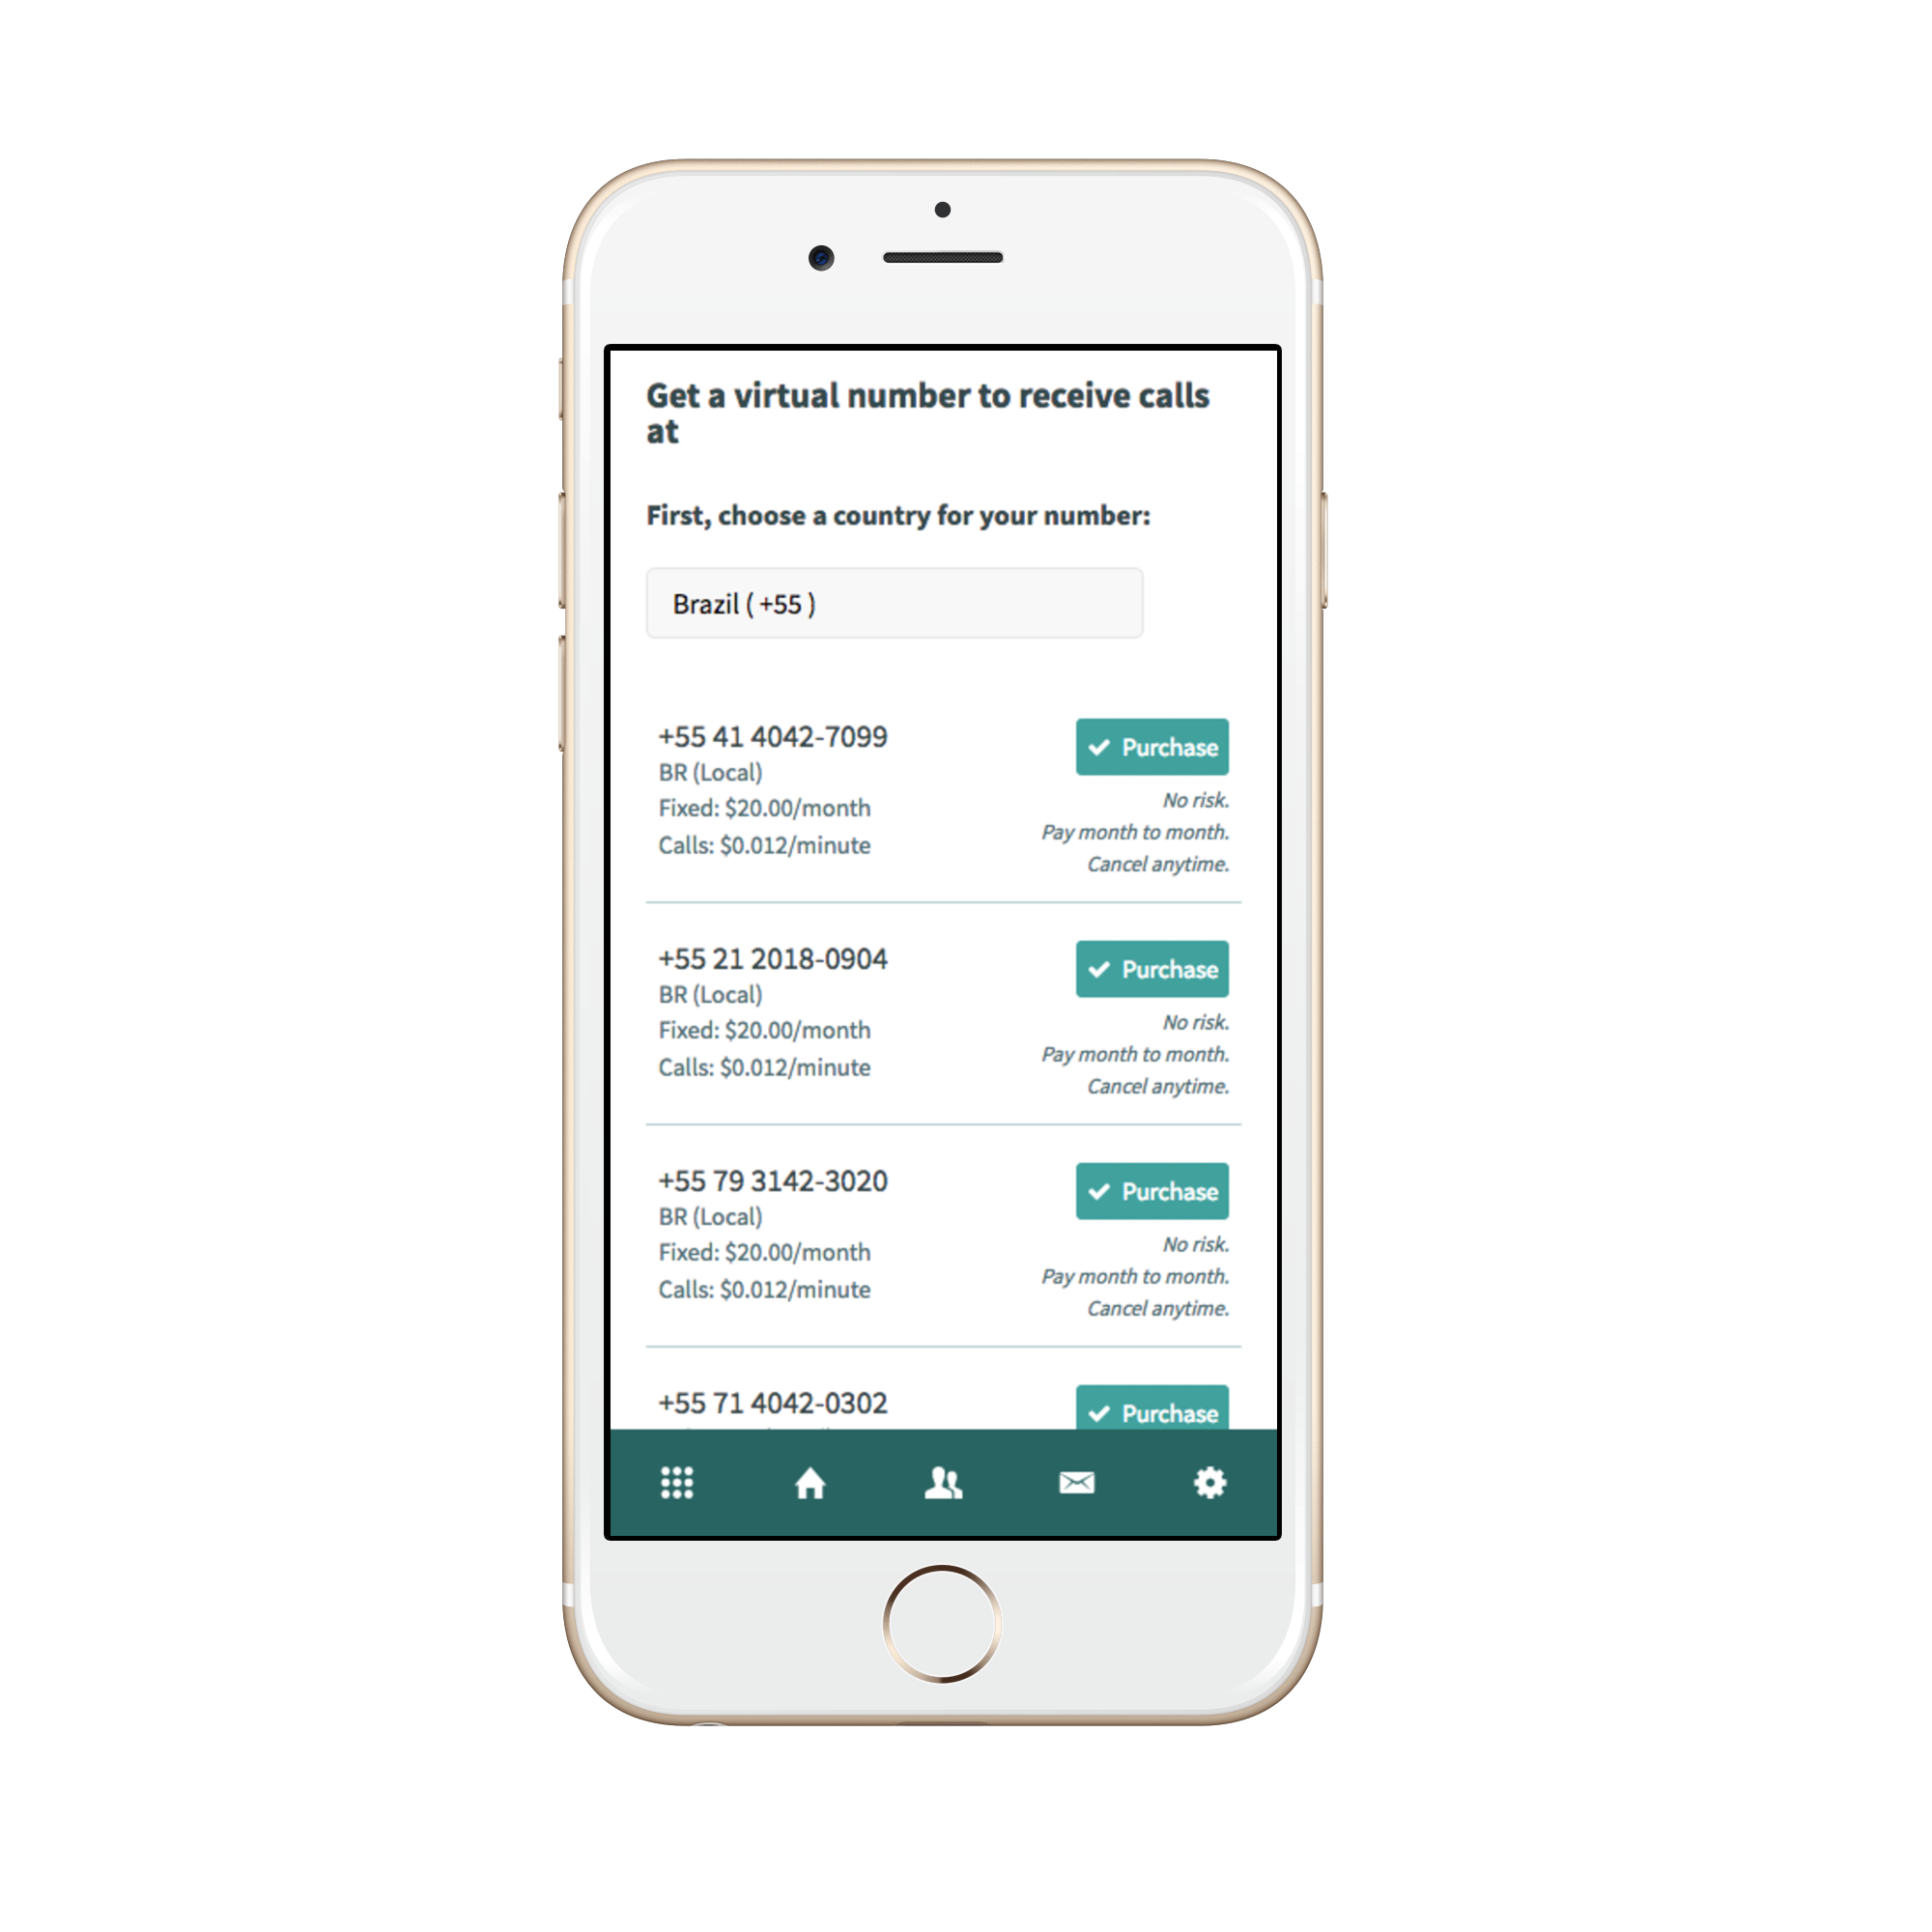 Get a virtual number to receive calls
at
First, choose a country for your number:
Brazil ( +55 )
+55 41 4042-7099
BR (Local)
Fixed: $20.00/month
Calls: $0.012/minute
Purchase
No risk.
Pay month to month.
Cancel anytime.
+55 21 2018-0904
BR (Local)
Fixed: $20.00/month
Calls: $0.012/minute
Purchase
No risk.
Pay month to month.
Cancel anytime.
+55 79 3142-3020
BR (Local)
Fixed: $20.00/month
Calls: $0.012/minute
Purchase
No risk.
Pay month to month.
Cancel anytime.
+55 71 4042-0302
Purchase